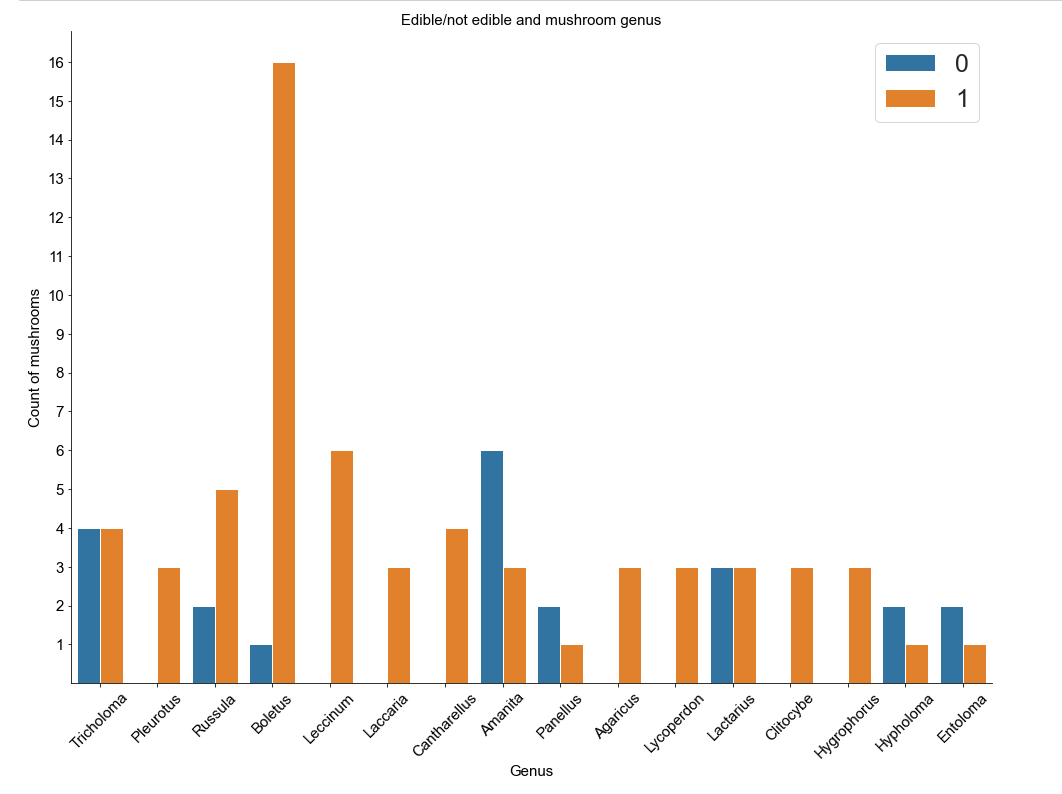 Edible/not edible and mushroom genus
0
1
16
15
14
13
12
11
10
9
8
7
6
5
4
3
2
1
Count of mushrooms
Tricholoma
Pleurotus
Russula
Boletus
Leccinum
Laccaria
Cantharellus
Amanita
Panellus
Agaricus
Lycoperdon
Lactarius
Clitocybe
Hygrophorus
Hypholoma
Entoloma
Genus